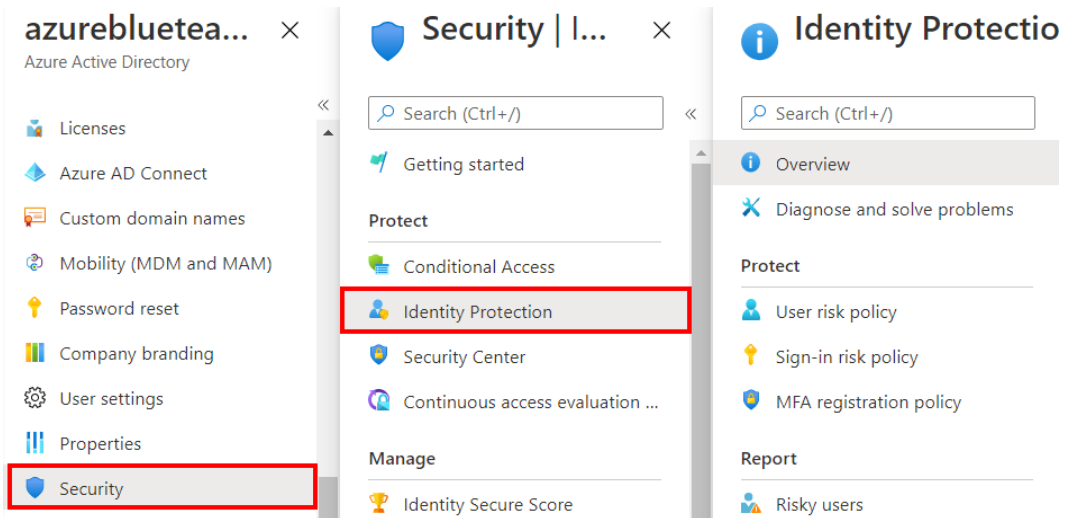 azurebluetea...
Azure Active Directory
Licenses
Azure AD Connect
Custom domain names
Mobility (MDM and MAM)
Password reset
Company branding
User settings
Properties
Security
Security | I...
Search (Ctrl+/)
Getting started
Protect
Conditional Access
Identity Protection
Security Center
Continuous access evaluation ...
Manage
Identity Secure Score
Identity Protectio
Search (Ctrl+/)
Overview
Diagnose and solve problems
Protect
User risk policy
Sign-in risk policy
MFA registration policy
Report
Risky users